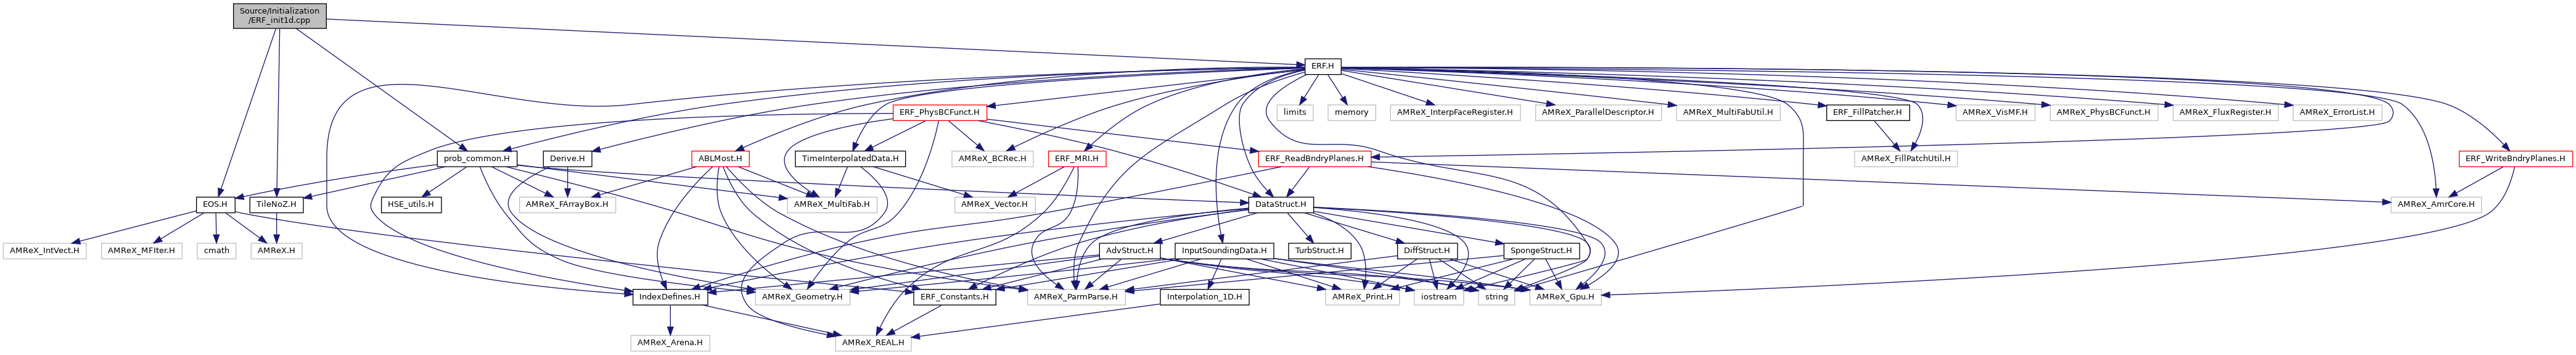 Source/Initialization
/ERF_init1d.cpp
ERF.H
ERF_PhysBCFunct.H
limits
memory
AMReX_InterpFaceRegister.H
AMReX_ParallelDescriptor.H
AMReX_MultiFabUtil.H
ERF_FillPatcher.H
AMReX_VisMF.H
AMReX_PhysBCFunct.H
AMReX_FluxRegister.H
AMReX_ErrorList.H
prob_common.H
Derive.H
ABLMost.H
TimeInterpolatedData.H
AMReX_BCRec.H
ERF_MRI.H
ERF_ReadBndryPlanes.H
AMReX_FillPatchUtil.H
ERF_WriteBndryPlanes.H
EOS.H
TileNoZ.H
HSE_utils.H
AMReX_FArrayBox.H
AMReX_MultiFab.H
AMReX_Vector.H
DataStruct.H
AMReX_AmrCore.H
AMReX_IntVect.H
AMReX_MFIter.H
cmath
AMReX.H
AdvStruct.H
InputSoundingData.H
TurbStruct.H
DiffStruct.H
SpongeStruct.H
IndexDefines.H
AMReX_Geometry.H
ERF_Constants.H
AMReX_ParmParse.H
Interpolation_1D.H
AMReX_Print.H
iostream
string
AMReX_Gpu.H
AMReX_Arena.H
AMReX_REAL.H